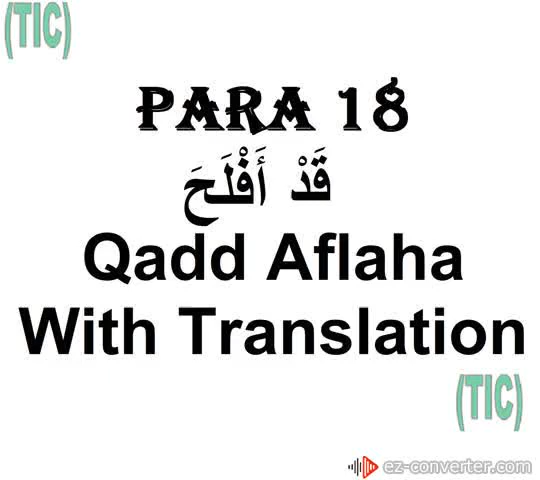 (TIC)
PARA 18
قَدْ أَفْلَحَ
Qadd Aflaha
With Translation
(TIC)
ez-converter.com